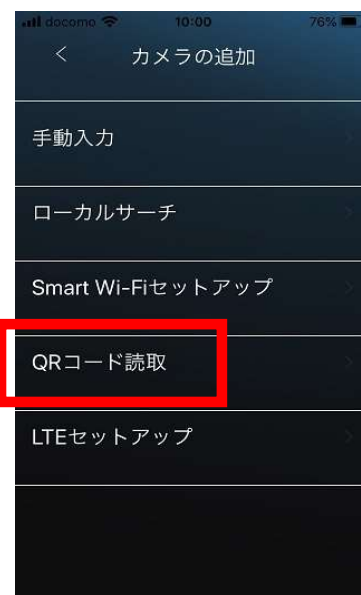 docomo 10:00 76%
カメラの追加
手動入力
ローカルサーチ
Smart Wi-Fiセットアップ
QRコード読取
LTEセットアップ